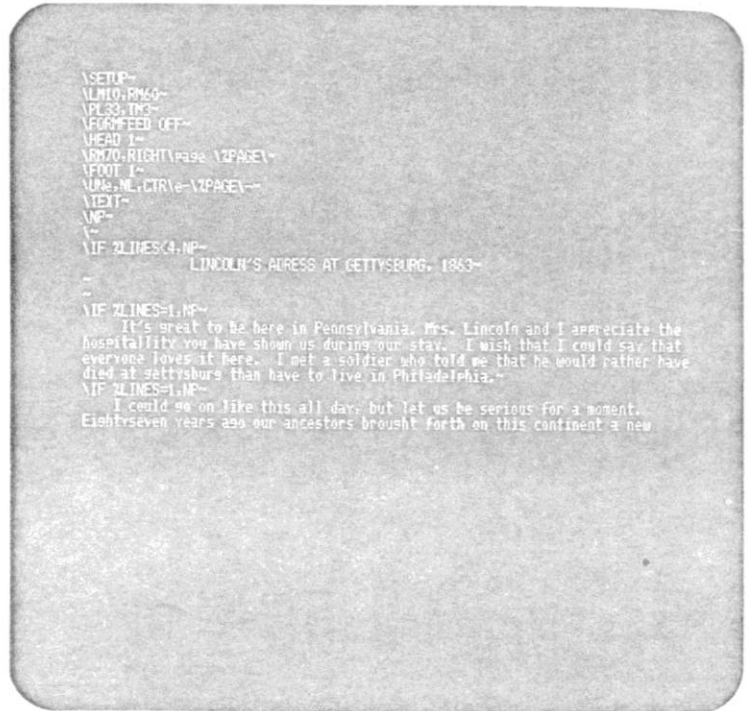 \SETUP~
\LM10,RM60~
\PL33,TM3~
\FORMFEED OFF~
\HEAD 1~
\RM70,RIGHT\page \%PAGE\~
\FOOT 1~
\UNe,NL,CTR\e-\%PAGE\-~
\TEXT~
\NP~
\~
\IF %LINES<4,NP~
LINCOLN'S ADRESS AT GETTYSBURG, 1863~
~
~
\IF %LINES=1,NP~
It's great to be here in Pennsylvania. Mrs. Lincoln and I appreciate the
hospitallity you have shown us during our stay. I wish that I could say that
everyone loves it here. I met a soldier who told me that he would rather have
died at gettysburg than have to live in Philadelphia.~
\IF %LINES=1,NP~
I could go on like this all day, but let us be serious for a moment.
Eightyseven years ago our ancestors brought forth on this continent a new